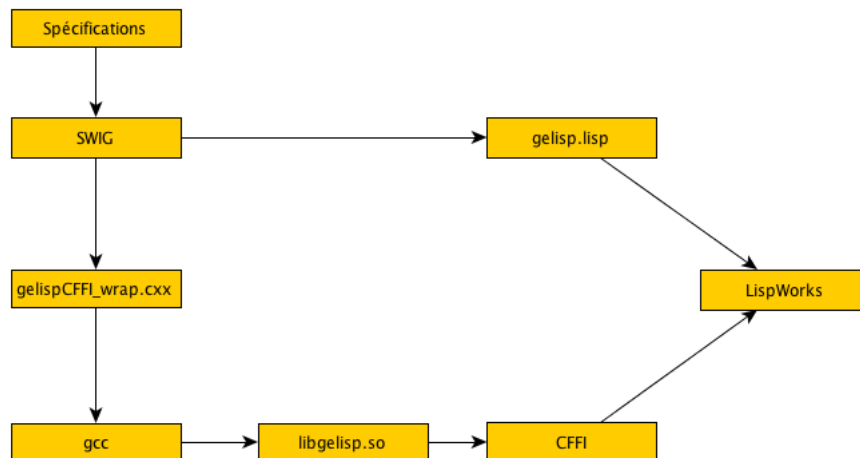 Spécifications
SWIG
gelisp.lisp
gelispCFFI_wrap.cxx
LispWorks
gcc
libgelisp.so
CFFI